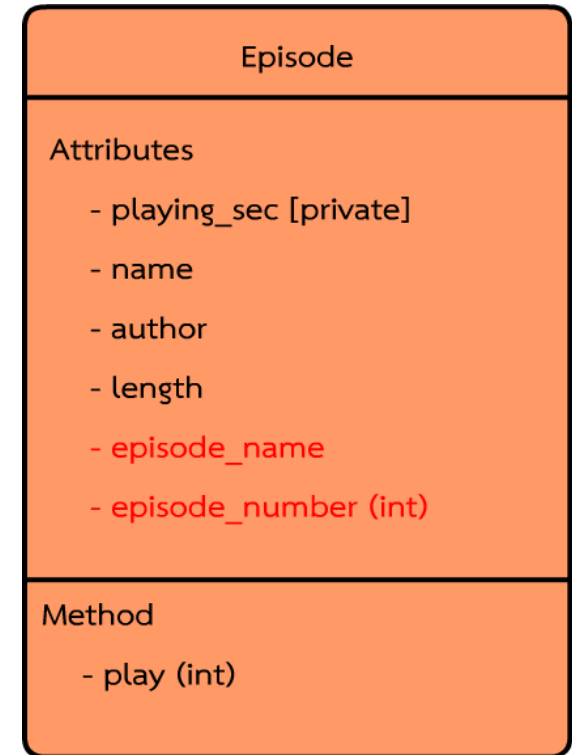 Episode
Attributes
- playing_sec [private]
- name
- author
- length
- episode_name
- episode_number (int)
Method
- play (int)